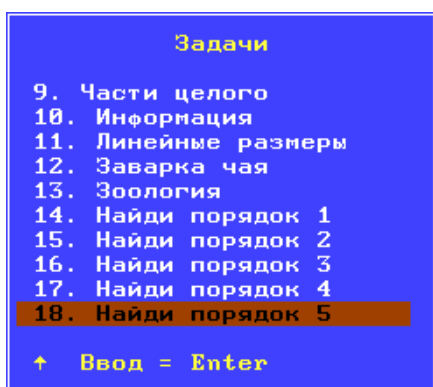 Задачи
9. Части целого
10. Информация
11. Линейные размеры
12. Заварка чая
13. Зоология
14. Найди порядок 1
15. Найди порядок 2
16. Найди порядок 3
17. Найди порядок 4
18. Найди порядок 5
↑ Ввод = Enter